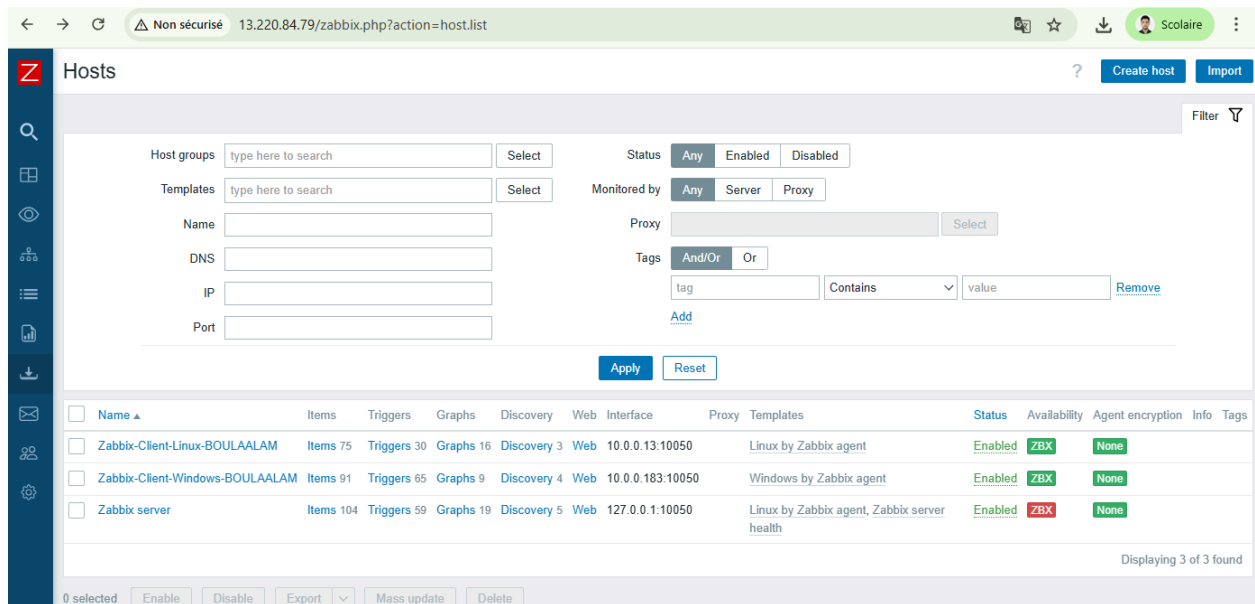 Non sécurisé 13.220.84.79/zabbix.php?action=host.list Scolaire
Z Hosts ? Create host Import
Filter
Host groups type here to search Select Status Any Enabled Disabled
Templates type here to search Select Monitored by Any Server Proxy
Name Proxy Select
DNS Tags And/Or Or
IP tag Contains value Remove
Port Add
Apply Reset
Name Items Triggers Graphs Discovery Web Interface Proxy Templates Status Availability Agent encryption Info Tags
Zabbix-Client-Linux-BOULAALAM Items 75 Triggers 30 Graphs 16 Discovery 3 Web 10.0.0.13:10050 Linux by Zabbix agent Enabled ZBX None
Zabbix-Client-Windows-BOULAALAM Items 91 Triggers 65 Graphs 9 Discovery 4 Web 10.0.0.183:10050 Windows by Zabbix agent Enabled ZBX None
Zabbix server Items 104 Triggers 59 Graphs 19 Discovery 5 Web 127.0.0.1:10050 Linux by Zabbix agent, Zabbix server Enabled ZBX None
health
Displaying 3 of 3 found
0 selected Enable Disable Export Mass update Delete